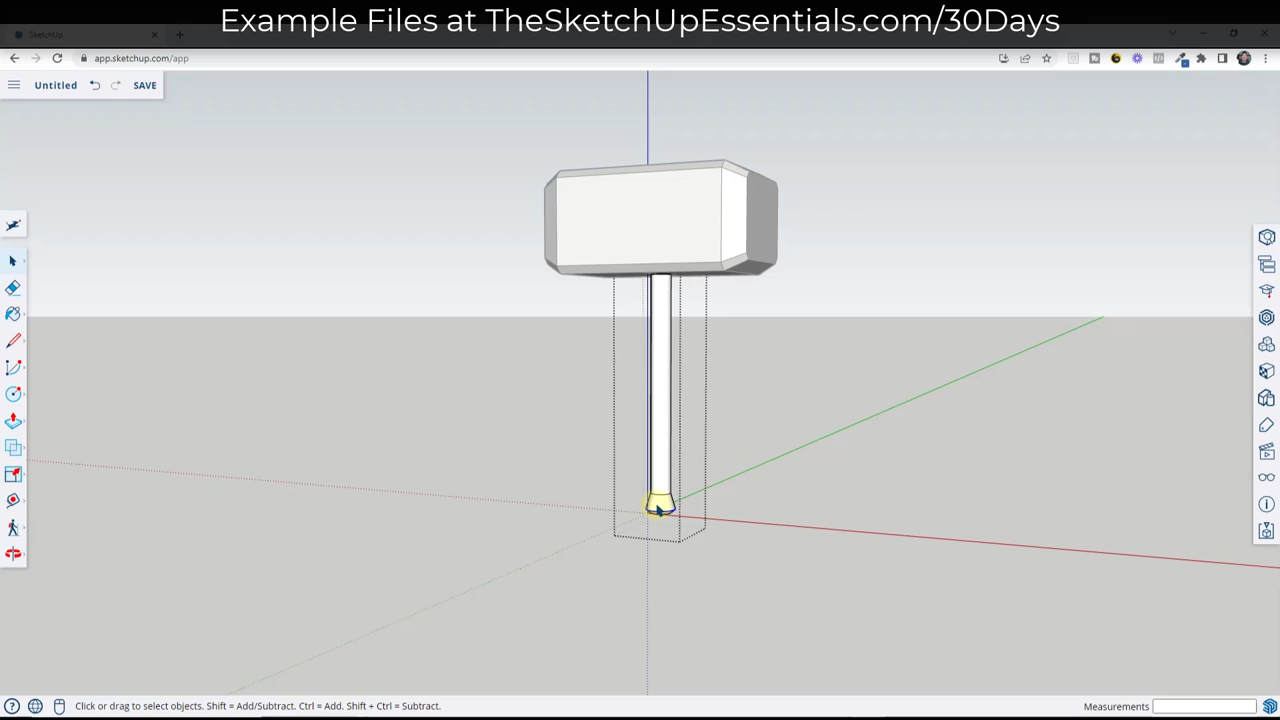 Example Files at TheSketchUpEssentials.com/30Days
SketchUp
app.sketchup.com/app
Untitled
SAVE
Click or drag to select objects. Shift = Add/Subtract. Ctrl = Add. Shift + Ctrl = Subtract.
Measurements